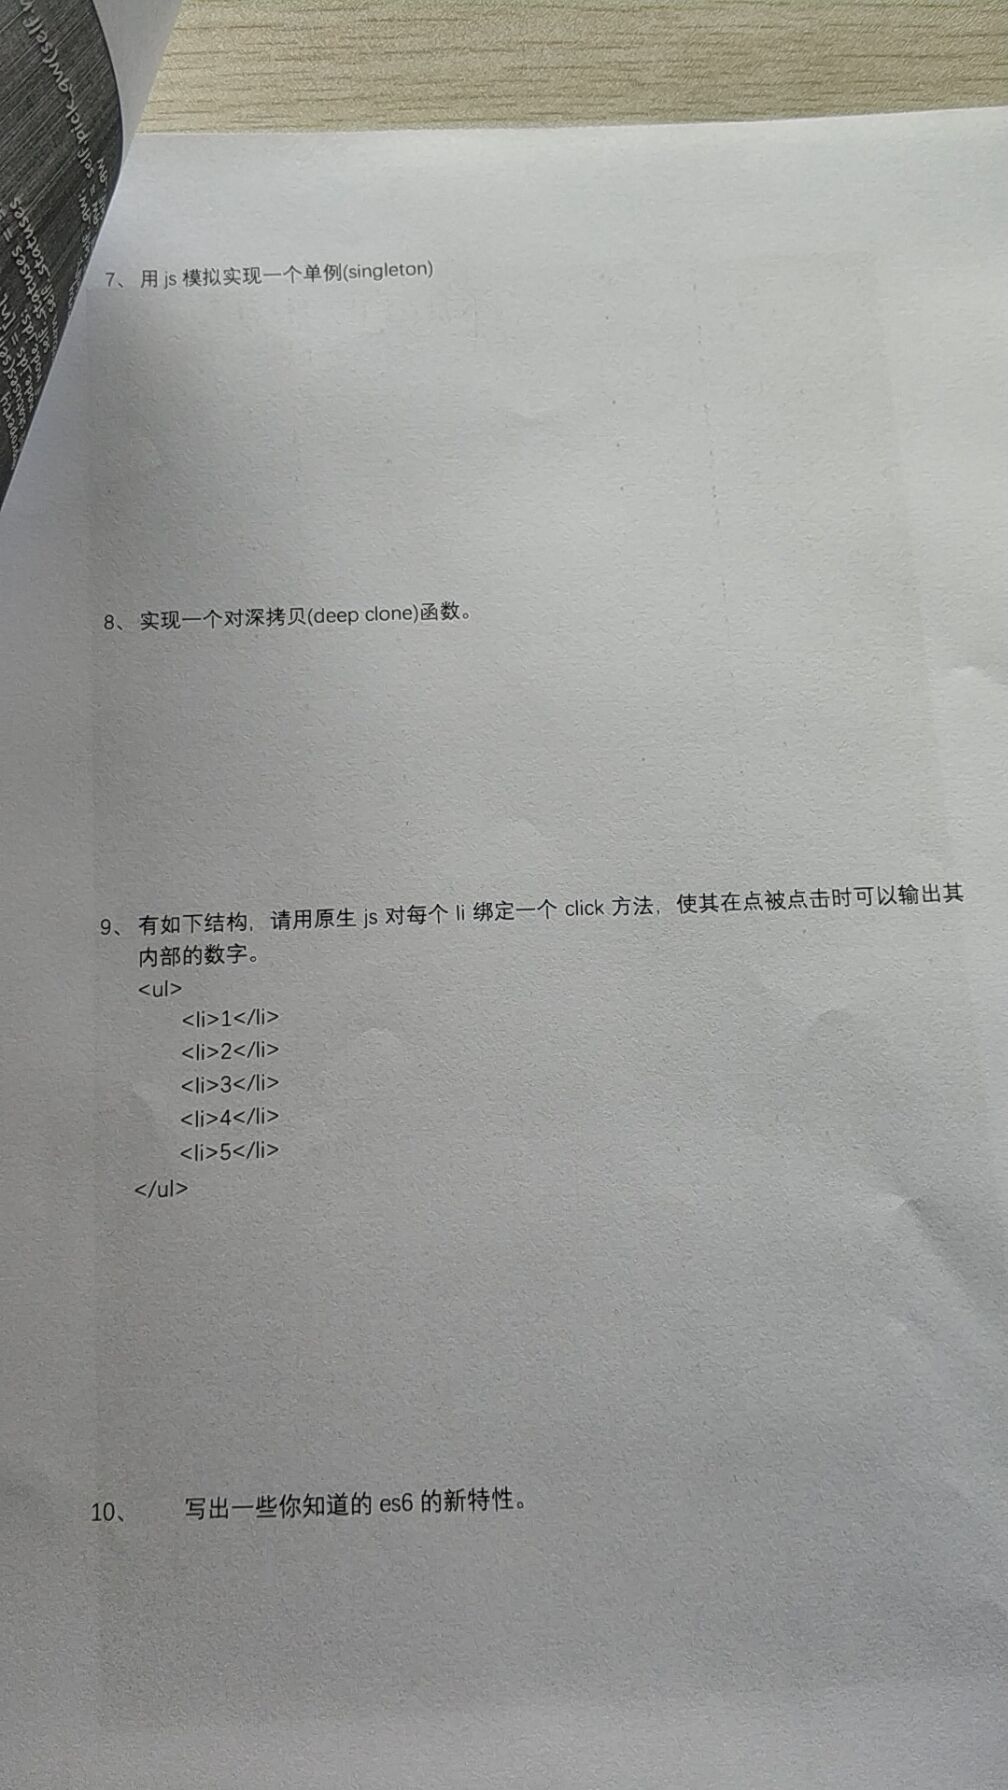 7、 用 js 模拟实现一个单例(singleton)
8、 实现一个对深拷贝(deep clone)函数。
9、 有如下结构，请用原生 js 对每个 li 绑定一个 click 方法，使其在点被点击时可以输出其
内部的数字。
<ul>
<li>1</li>
<li>2</li>
<li>3</li>
<li>4</li>
<li>5</li>
</ul>
10、 写出一些你知道的 es6 的新特性。